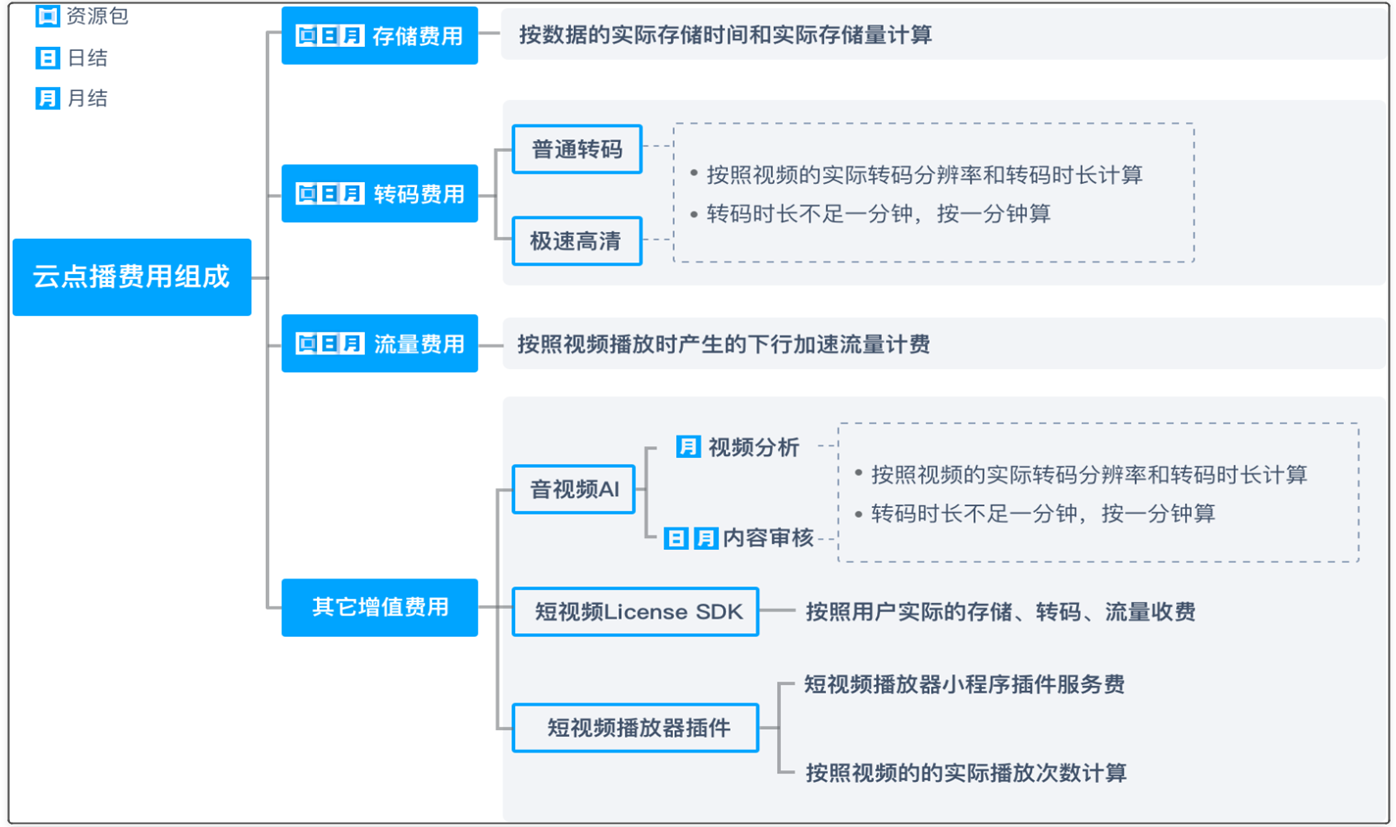 资源包
日 日结
月 月结
云点播费用组成
日月 存储费用
按数据的实际存储时间和实际存储量计算
日月 转码费用
普通转码
极速高清
• 按照视频的实际转码分辨率和转码时长计算
• 转码时长不足一分钟，按一分钟算
日月 流量费用
按照视频播放时产生的下行加速流量计费
其它增值费用
音视频AI
月 视频分析
日 月 内容审核
• 按照视频的实际转码分辨率和转码时长计算
• 转码时长不足一分钟，按一分钟算
短视频License SDK
按照用户实际的存储、转码、流量收费
短视频播放器插件
短视频播放器小程序插件服务费
按照视频的的实际播放次数计算